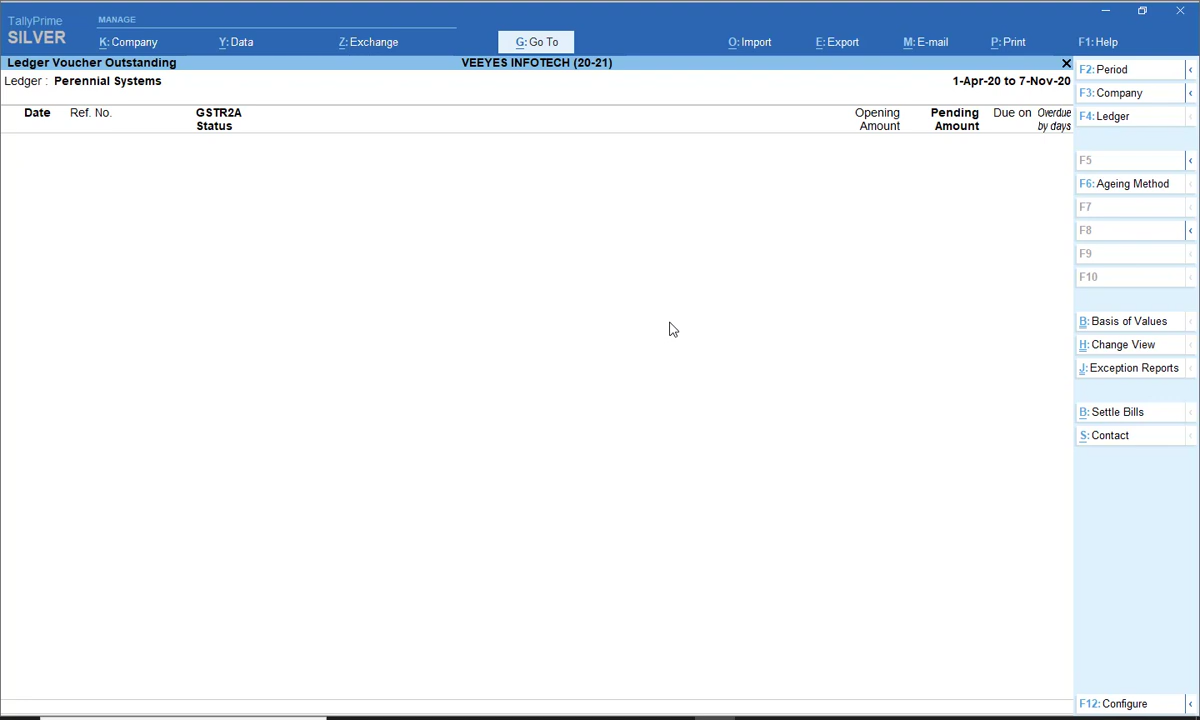 TallyPrime
SILVER
MANAGE
K: Company
Y: Data
Z: Exchange
G: Go To
O: Import
E: Export
M: E-mail
P: Print
F1: Help
Ledger Voucher Outstanding
VEEYES INFOTECH (20-21)
Ledger : Perennial Systems
1-Apr-20 to 7-Nov-20
Date
Ref. No.
GSTR2A
Status
Opening
Amount
Pending
Amount
Due on
Overdue
by days
F2: Period
F3: Company
F4: Ledger
F5
F6: Ageing Method
F7
F8
F9
F10
B: Basis of Values
H: Change View
J: Exception Reports
B: Settle Bills
S: Contact
F12: Configure